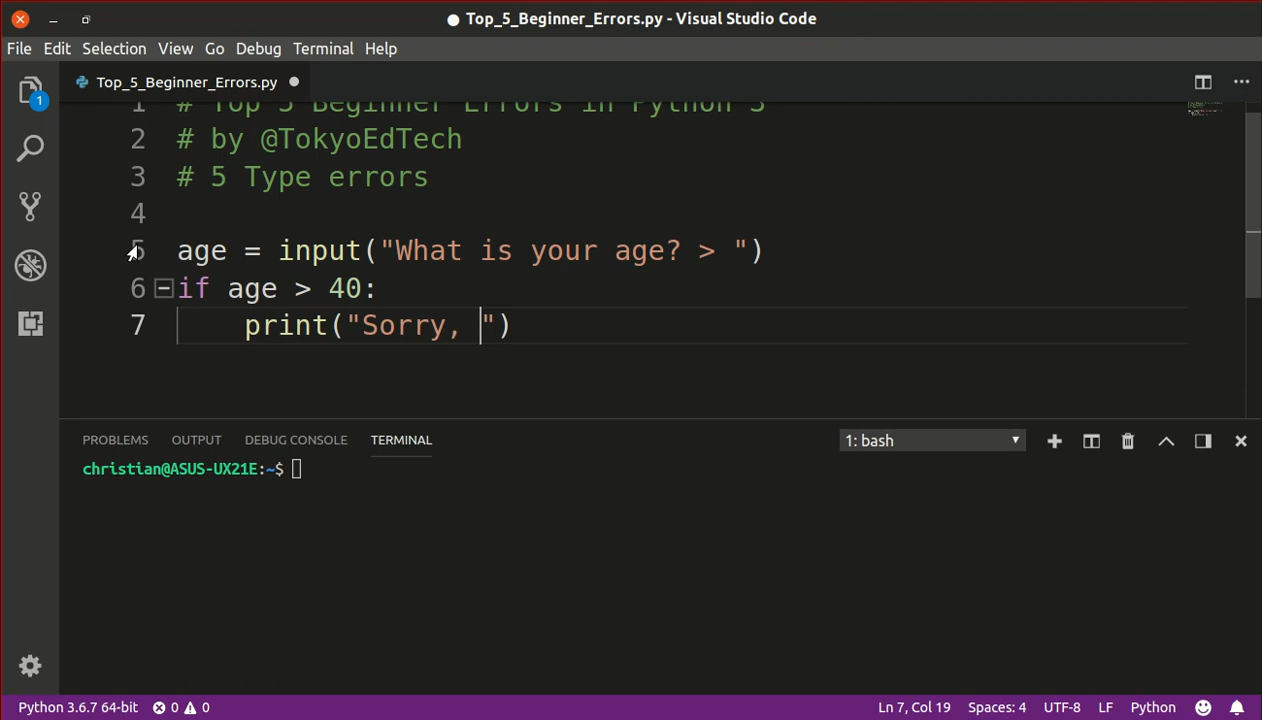 Top_5_Beginner_Errors.py - Visual Studio Code
File Edit Selection View Go Debug Terminal Help
1
Top_5_Beginner_Errors.py
1 # Top 5 Beginner Errors in Python 3
2 # by @TokyoEdTech
3 # 5 Type errors
4
5 age = input("What is your age? > ")
6 if age > 40:
7 print("Sorry, ")
PROBLEMS OUTPUT DEBUG CONSOLE TERMINAL 1: bash
christian@ASUS-UX21E:~$
Python 3.6.7 64-bit 0 0 Ln 7, Col 19 Spaces: 4 UTF-8 LF Python